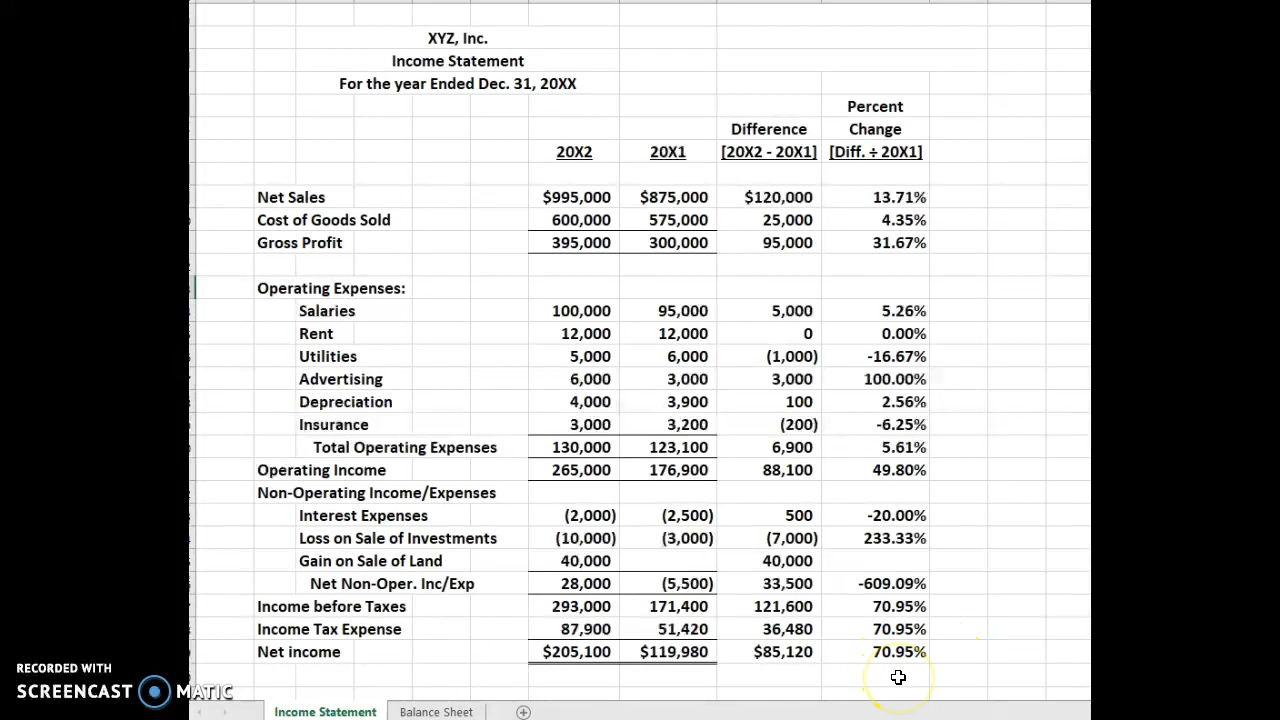 XYZ, Inc.
Income Statement
For the year Ended Dec. 31, 20XX
Percent
Difference Change
20X2 20X1 [20X2 - 20X1] [Diff. ÷ 20X1]
Net Sales $995,000 $875,000 $120,000 13.71%
Cost of Goods Sold 600,000 575,000 25,000 4.35%
Gross Profit 395,000 300,000 95,000 31.67%
Operating Expenses:
Salaries 100,000 95,000 5,000 5.26%
Rent 12,000 12,000 0 0.00%
Utilities 5,000 6,000 (1,000) -16.67%
Advertising 6,000 3,000 3,000 100.00%
Depreciation 4,000 3,900 100 2.56%
Insurance 3,000 3,200 (200) -6.25%
Total Operating Expenses 130,000 123,100 6,900 5.61%
Operating Income 265,000 176,900 88,100 49.80%
Non-Operating Income/Expenses
Interest Expenses (2,000) (2,500) 500 -20.00%
Loss on Sale of Investments (10,000) (3,000) (7,000) 233.33%
Gain on Sale of Land 40,000 40,000
Net Non-Oper. Inc/Exp 28,000 (5,500) 33,500 -609.09%
Income before Taxes 293,000 171,400 121,600 70.95%
Income Tax Expense 87,900 51,420 36,480 70.95%
Net income $205,100 $119,980 $85,120 70.95%
RECORDED WITH
SCREENCAST MATIC
Income Statement Balance Sheet